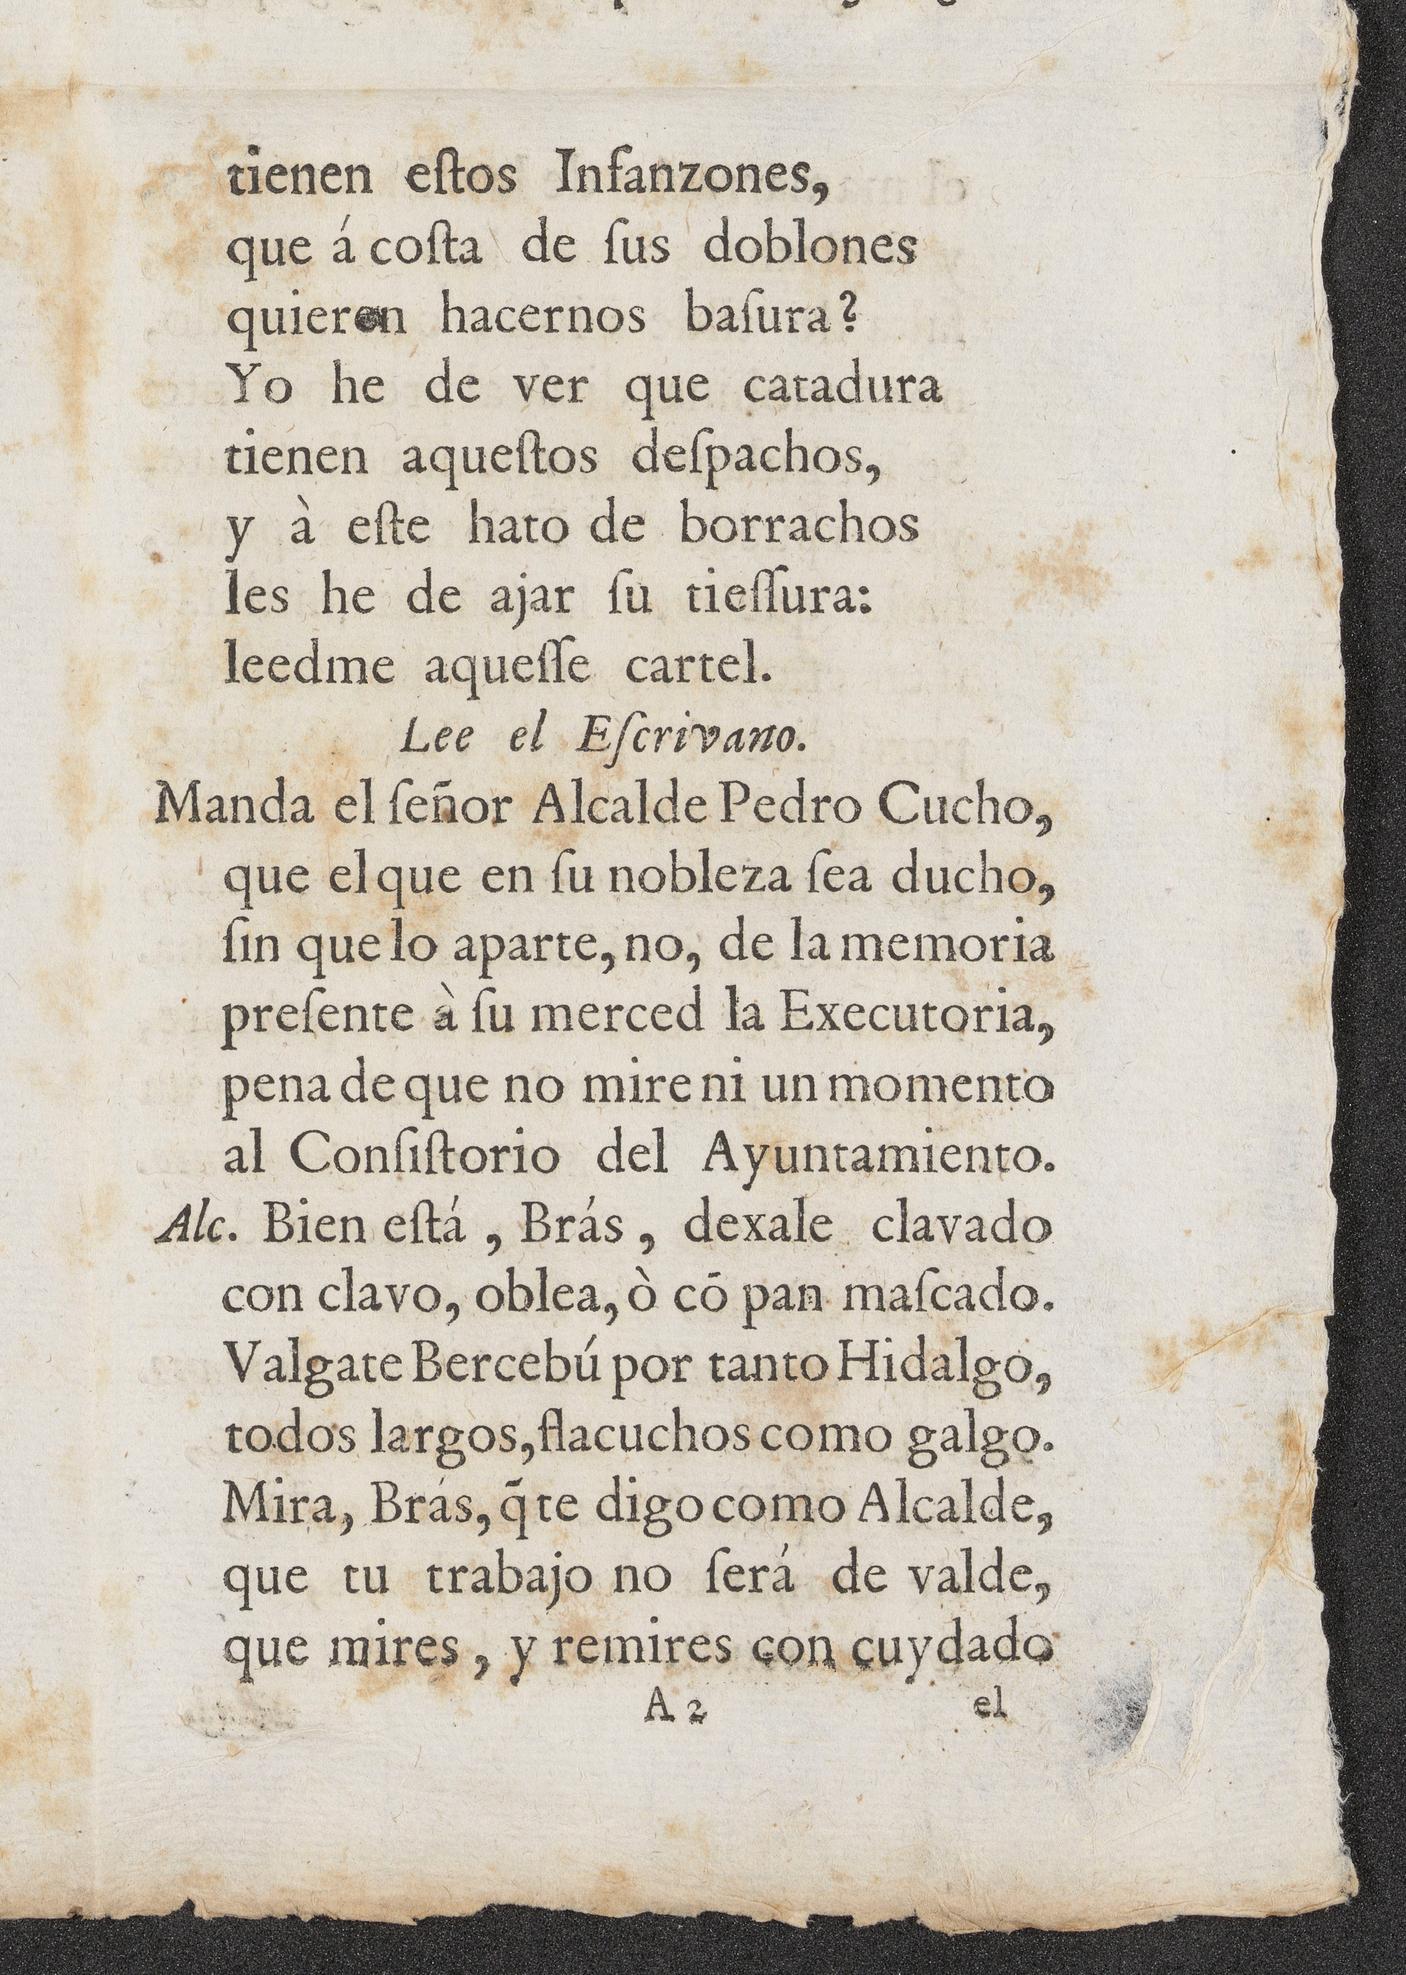 tienen eſtos Infanzones,
que á coſta de ſus doblones
quieren hacernos baſura?
Yo he de ver que catadura
tienen aqueſtos deſpachos,
y à eſte hato de borrachos
les he de ajar ſu tieſſura:
leedme aqueſſe cartel.
Lee el Eſcrivano.
Manda el ſeñor Alcalde Pedro Cucho,
que el que en ſu nobleza ſea ducho,
ſin que lo aparte, no, de la memoria
preſente à ſu merced la Executoria,
pena de que no mire ni un momento
al Conſiſtorio del Ayuntamiento.
Alc. Bien eſtá, Brás, dexale clavado
con clavo, oblea, ò cō pan maſcado.
Valgate Bercebú por tanto Hidalgo,
todos largos, flacuchos como galgo.
Mira, Brás, q̃ te digo como Alcalde,
que tu trabajo no ſerá de valde,
que mires, y remires con cuydado
A 2 el